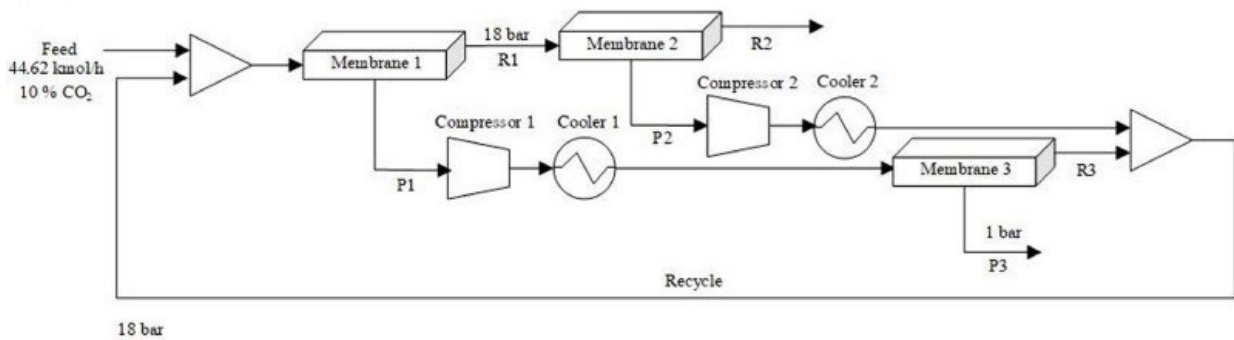 Feed
44.62 kmol/h
10 % CO₂
Membrane 1
18 bar
R1
Membrane 2
R2
Compressor 2
Cooler 2
P2
Compressor 1
Cooler 1
P1
Membrane 3
R3
1 bar
P3
Recycle
18 bar